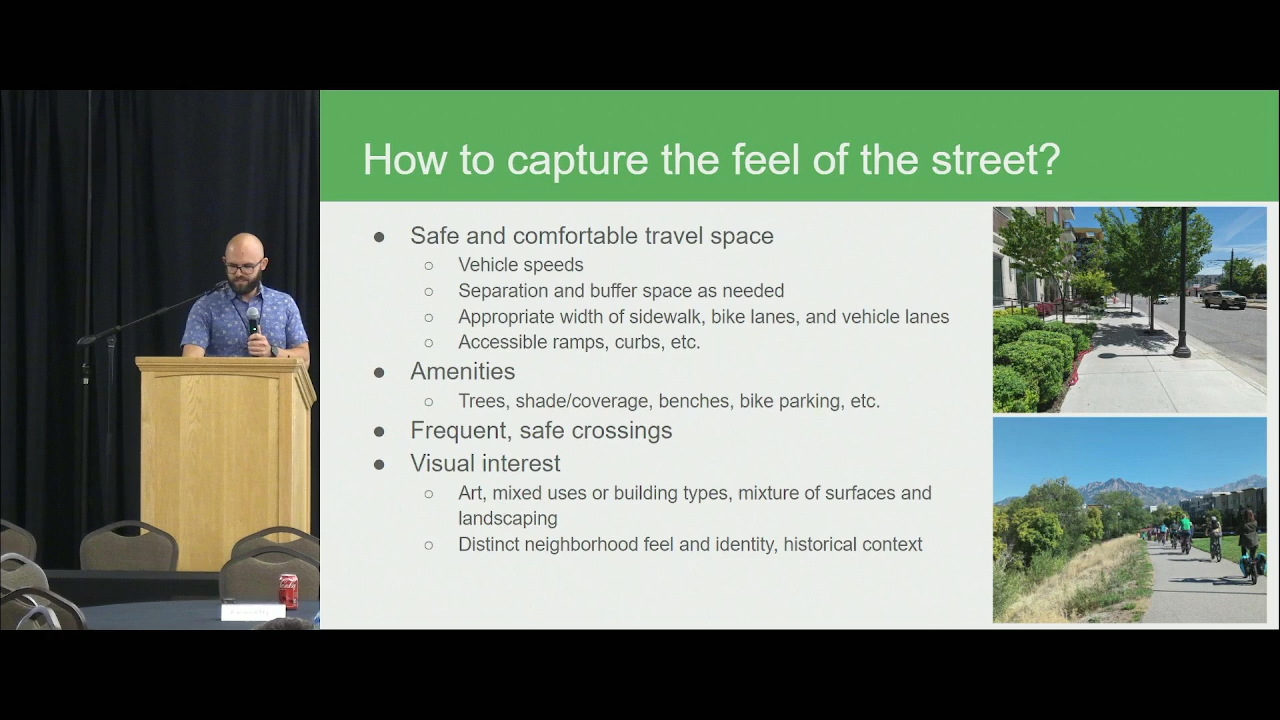 How to capture the feel of the street?
● Safe and comfortable travel space
○ Vehicle speeds
○ Separation and buffer space as needed
○ Appropriate width of sidewalk, bike lanes, and vehicle lanes
○ Accessible ramps, curbs, etc.
● Amenities
○ Trees, shade/coverage, benches, bike parking, etc.
● Frequent, safe crossings
● Visual interest
○ Art, mixed uses or building types, mixture of surfaces and
landscaping
○ Distinct neighborhood feel and identity, historical context